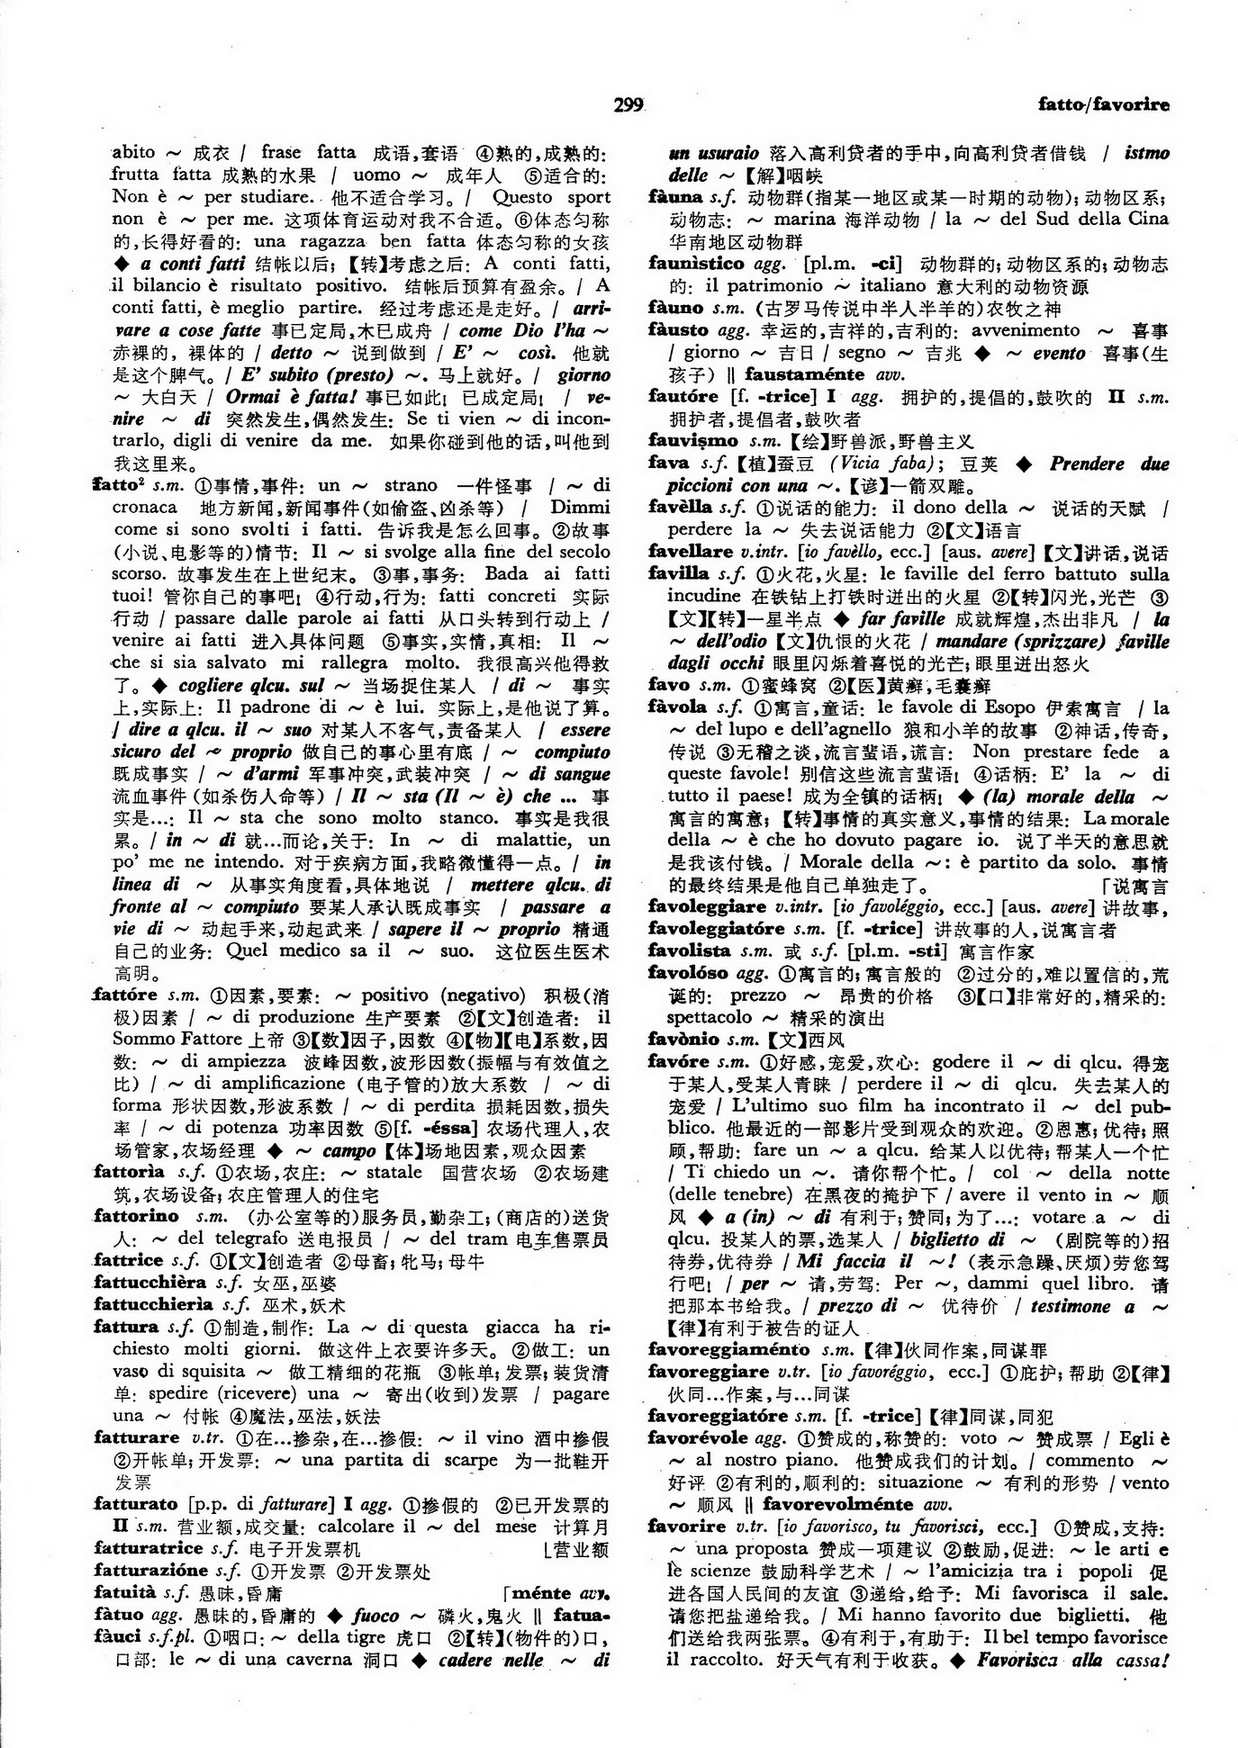 299
fatto/favorire
abito ～ 成衣 / frase fatta 成语,套语 ④熟的,成熟的:
frutta fatta 成熟的水果 / uomo ～ 成年人 ⑤适合的:
Non è ～ per studiare. 他不适合学习。/ Questo sport
non è ～ per me. 这项体育运动对我不合适。⑥体态匀称
的,长得好看的: una ragazza ben fatta 体态匀称的女孩
◆ a conti fatti 结帐以后;【转】考虑之后: A conti fatti,
il bilancio è risultato positivo. 结帐后预算有盈余。/ A
conti fatti, è meglio partire. 经过考虑还是走好。/ arri-
vare a cose fatte 事已定局,木已成舟 / come Dio l'ha ～
赤裸的, 裸体的 / detto ～ 说到做到 / E' ～ così. 他就
是这个脾气。/ E' subito (presto) ～. 马上就好。/ giorno
～ 大白天 / Ormai è fatta! 事已如此! 已成定局! / ve-
nire ～ di 突然发生,偶然发生: Se ti vien ～ di incon-
trarlo, digli di venire da me. 如果你碰到他的话,叫他到
我这里来。
fatto² s.m. ①事情,事件: un ～ strano 一件怪事 / ～ di
cronaca 地方新闻,新闻事件(如偷盗、凶杀等) / Dimmi
come si sono svolti i fatti. 告诉我是怎么回事。②故事
(小说、电影等的)情节: Il ～ si svolge alla fine del secolo
scorso. 故事发生在上世纪末。③事,事务: Bada ai fatti
tuoi! 管你自己的事吧! ④行动,行为: fatti concreti 实际
行动 / passare dalle parole ai fatti 从口头转到行动上 /
venire ai fatti 进入具体问题 ⑤事实,实情,真相: Il ～
che si sia salvato mi rallegra molto. 我很高兴他得救
了。◆ cogliere qlcu. sul ～ 当场捉住某人 / di ～ 事实
上,实际上: Il padrone di ～ è lui. 实际上,是他说了算。
/ dire a qlcu. il ～ suo 对某人不客气,责备某人 / essere
sicuro del ～ proprio 做自己的事心里有底 / ～ compiuto
既成事实 / ～ d'armi 军事冲突,武装冲突 / ～ di sangue
流血事件 (如杀伤人命等) / Il ～ sta (Il ～ è) che ... 事
实是...: Il ～ sta che sono molto stanco. 事实是我很
累。/ in ～ di 就...而论,关于: In ～ di malattie, un
po' me ne intendo. 对于疾病方面,我略微懂得一点。/ in
linea di ～ 从事实角度看,具体地说 / mettere qlcu. di
fronte al ～ compiuto 要某人承认既成事实 / passare a
vie di ～ 动起手来,动起武来 / sapere il ～ proprio 精通
自己的业务: Quel medico sa il ～ suo. 这位医生医术
高明。
fattóre s.m. ①因素,要素: ～ positivo (negativo) 积极(消
极)因素 / ～ di produzione 生产要素 ②【文】创造者: il
Sommo Fattore 上帝 ③【数】因子,因数 ④【物】【电】系数,因
数: ～ di ampiezza 波峰因数,波形因数(振幅与有效值之
比) / ～ di amplificazione (电子管的)放大系数 / ～ di
forma 形状因数,形波系数 / ～ di perdita 损耗因数,损失
率 / ～ di potenza 功率因数 ⑤[f. -éssa] 农场代理人,农
场管家,农场经理 ◆ ～ campo【体】场地因素,观众因素
fattorìa s.f. ①农场,农庄: ～ statale 国营农场 ②农场建
筑,农场设备;农庄管理人的住宅
fattorino s.m. (办公室等的)服务员,勤杂工;(商店的)送货
人: ～ del telegrafo 送电报员 / ～ del tram 电车售票员
fattrice s.f. ①【文】创造者 ②母畜;牝马;母牛
fattucchièra s.f. 女巫,巫婆
fattucchierìa s.f. 巫术,妖术
fattura s.f. ①制造,制作: La ～ di questa giacca ha ri-
chiesto molti giorni. 做这件上衣要许多天。②做工: un
vaso di squisita ～ 做工精细的花瓶 ③帐单;发票;装货清
单: spedire (ricevere) una ～ 寄出(收到)发票 / pagare
una ～ 付帐 ④魔法,巫法,妖法
fatturare v.tr. ①在...掺杂,在...掺假: ～ il vino 酒中掺假
②开帐单;开发票: ～ una partita di scarpe 为一批鞋开
发票
fatturato [p.p. di fatturare] I agg. ①掺假的 ②已开发票的
II s.m. 营业额,成交量: calcolare il ～ del mese 计算月
fatturatrice s.f. 电子开发票机 ⌊营业额
fatturazióne s.f. ①开发票 ②开发票处
fatuità s.f. 愚昧,昏庸 ⌈ménte avv.
fàtuo agg. 愚昧的,昏庸的 ◆ fuoco ～ 磷火,鬼火 ‖ fatua-
fàuci s.f.pl. ①咽口: ～ della tigre 虎口 ②【转】(物件的)口,
口部: le ～ di una caverna 洞口 ◆ cadere nelle ～ di
un usuraio 落入高利贷者的手中,向高利贷者借钱 / istmo
delle ～【解】咽峡
fàuna s.f. 动物群(指某一地区或某一时期的动物);动物区系;
动物志: ～ marina 海洋动物 / la ～ del Sud della Cina
华南地区动物群
faunìstico agg. [pl.m. -ci] 动物群的;动物区系的;动物志
的: il patrimonio ～ italiano 意大利的动物资源
fàuno s.m. (古罗马传说中半人半羊的)农牧之神
fàusto agg. 幸运的,吉祥的,吉利的: avvenimento ～ 喜事
/ giorno ～ 吉日 / segno ～ 吉兆 ◆ ～ evento 喜事(生
孩子) ‖ faustaménte avv.
fautóre [f. -trice] I agg. 拥护的,提倡的,鼓吹的 II s.m.
拥护者,提倡者,鼓吹者
fauvismo s.m.【绘】野兽派,野兽主义
fava s.f.【植】蚕豆 (Vicia faba); 豆荚 ◆ Prendere due
piccioni con una ～.【谚】一箭双雕。
favèlla s.f. ①说话的能力: il dono della ～ 说话的天赋 /
perdere la ～ 失去说话能力 ②【文】语言
favellare v.intr. [io favèllo, ecc.] [aus. avere]【文】讲话,说话
favilla s.f. ①火花,火星: le faville del ferro battuto sulla
incudine 在铁钻上打铁时迸出的火星 ②【转】闪光,光芒 ③
【文】【转】一星半点 ◆ far faville 成就辉煌,杰出非凡 / la
～ dell'odio【文】仇恨的火花 / mandare (sprizzare) faville
dagli occhi 眼里闪烁着喜悦的光芒;眼里迸出怒火
favo s.m. ①蜜蜂窝 ②【医】黄癣,毛囊癣
fàvola s.f. ①寓言,童话: le favole di Esopo 伊索寓言 / la
～ del lupo e dell'agnello 狼和小羊的故事 ②神话,传奇,
传说 ③无稽之谈,流言蜚语,谎言: Non prestare fede a
queste favole! 别信这些流言蜚语! ④话柄: E' la ～ di
tutto il paese! 成为全镇的话柄! ◆ (la) morale della ～
寓言的寓意;【转】事情的真实意义,事情的结果: La morale
della ～ è che ho dovuto pagare io. 说了半天的意思就
是我该付钱。/ Morale della ～: è partito da solo. 事情
的最终结果是他自己单独走了。 ⌈说寓言
favoleggiare v.intr. [io favoléggio, ecc.] [aus. avere] 讲故事,
favoleggiatóre s.m. [f. -trice] 讲故事的人,说寓言者
favolista s.m. 或 s.f. [pl.m. -sti] 寓言作家
favolóso agg. ①寓言的;寓言般的 ②过分的,难以置信的,荒
诞的: prezzo ～ 昂贵的价格 ③【口】非常好的,精采的:
spettacolo ～ 精采的演出
favònio s.m.【文】西风
favóre s.m. ①好感,宠爱,欢心: godere il ～ di qlcu. 得宠
于某人,受某人青睐 / perdere il ～ di qlcu. 失去某人的
宠爱 / L'ultimo suo film ha incontrato il ～ del pub-
blico. 他最近的一部影片受到观众的欢迎。②恩惠;优待;照
顾,帮助: fare un ～ a qlcu. 给某人以优待;帮某人一个忙
/ Ti chiedo un ～. 请你帮个忙。/ col ～ della notte
(delle tenebre) 在黑夜的掩护下 / avere il vento in ～ 顺
风 ◆ a (in) ～ di 有利于;赞同;为了...: votare a ～ di
qlcu. 投某人的票,选某人 / biglietto di ～ (剧院等的)招
待券,优待券 / Mi faccia il ～! (表示急躁、厌烦)劳您驾
行吧! / per ～ 请,劳驾: Per ～, dammi quel libro. 请
把那本书给我。/ prezzo di ～ 优待价 / testimone a ～
【律】有利于被告的证人
favoreggiaménto s.m.【律】伙同作案,同谋罪
favoreggiare v.tr. [io favoréggio, ecc.] ①庇护;帮助 ②【律】
伙同...作案,与...同谋
favoreggiatóre s.m. [f. -trice]【律】同谋,同犯
favorévole agg. ①赞成的,称赞的: voto ～ 赞成票 / Egli è
～ al nostro piano. 他赞成我们的计划。/ commento ～
好评 ②有利的,顺利的: situazione ～ 有利的形势 / vento
～ 顺风 ‖ favorevolménte avv.
favorire v.tr. [io favorisco, tu favorisci, ecc.] ①赞成,支持:
～ una proposta 赞成一项建议 ②鼓励,促进: ～ le arti e
le scienze 鼓励科学艺术 / ～ l'amicizia tra i popoli 促
进各国人民间的友谊 ③递给,给予: Mi favorisca il sale.
请您把盐递给我。/ Mi hanno favorito due biglietti. 他
们送给我两张票。④有利于,有助于: Il bel tempo favorisce
il raccolto. 好天气有利于收获。◆ Favorisca alla cassa!